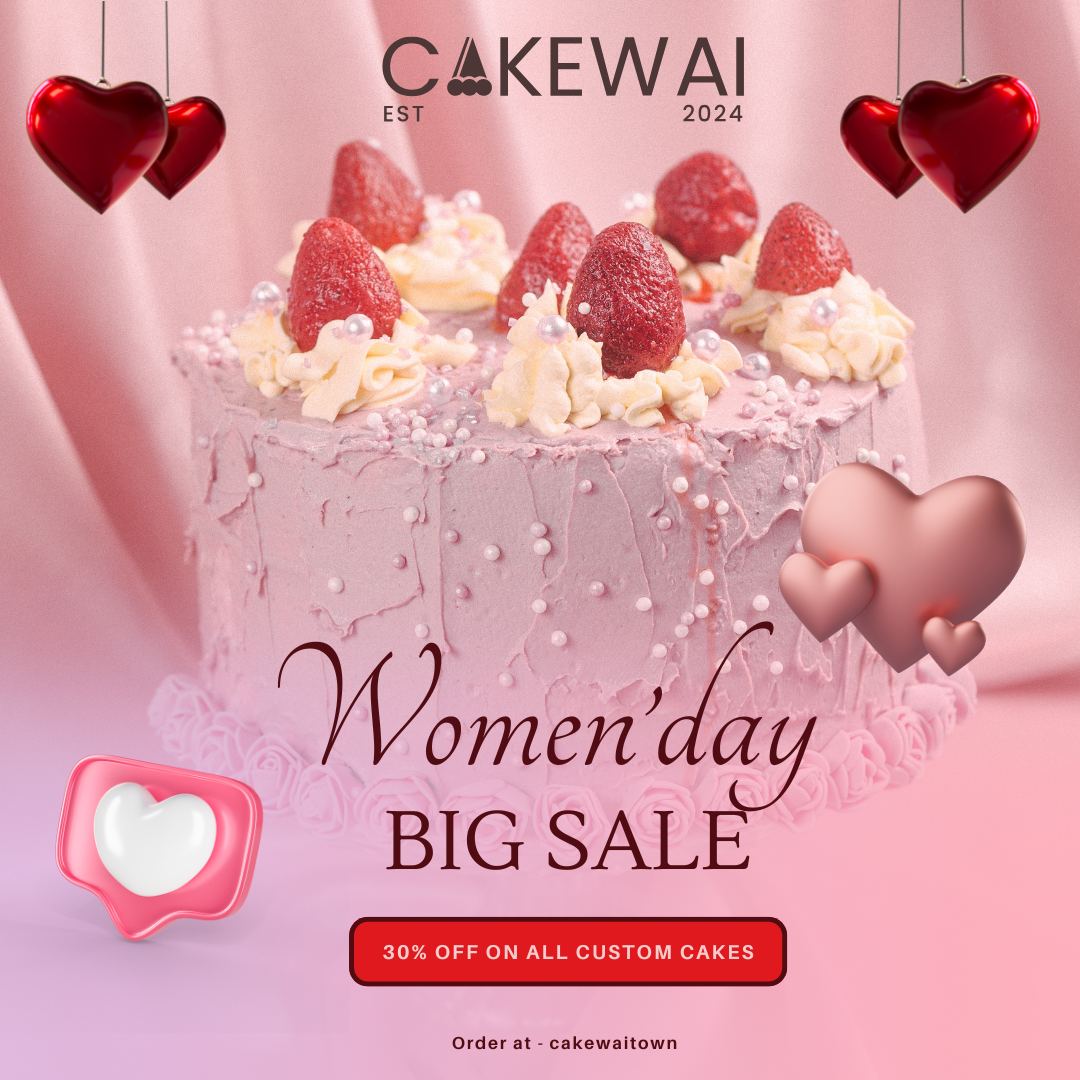 CAKEWAI
EST 2024
Women'day
BIG SALE
30% OFF ON ALL CUSTOM CAKES
Order at - cakewaitown